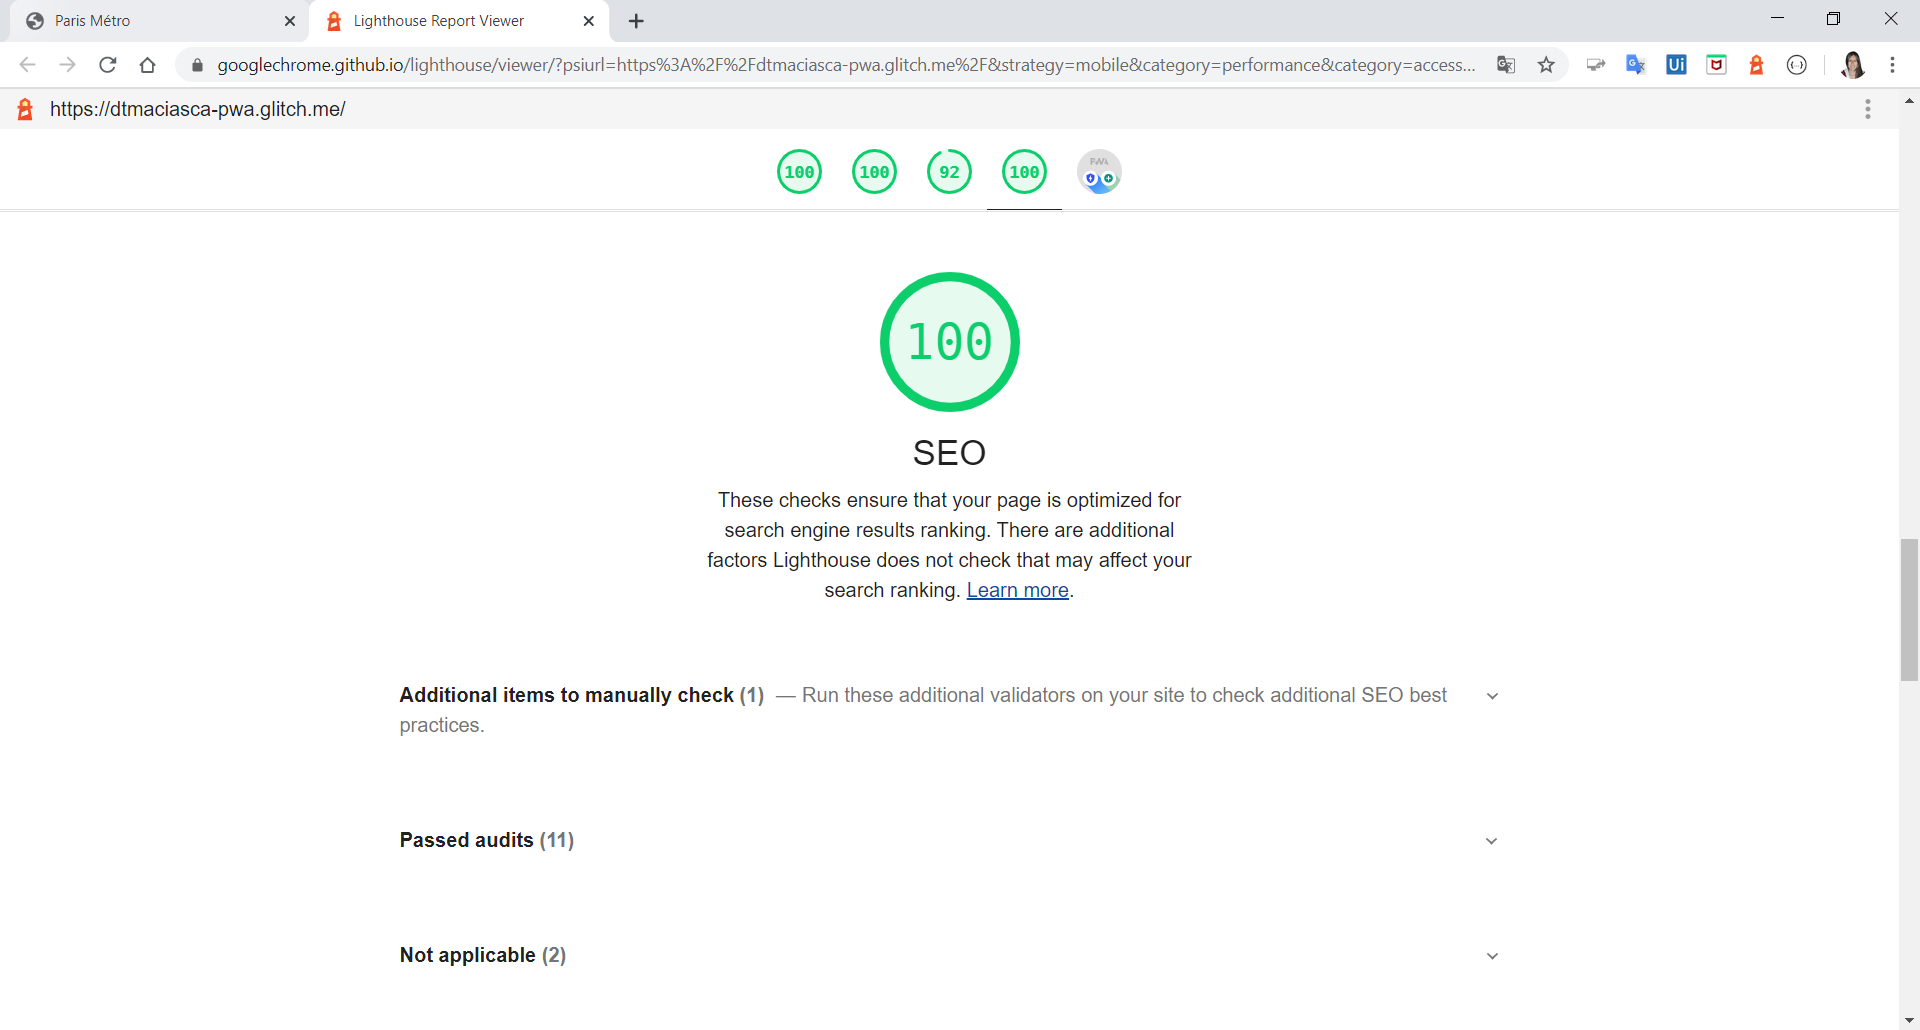 Paris Métro
Lighthouse Report Viewer
googlechrome.github.io/lighthouse/viewer/?psiurl=https%3A%2F%2Fdtmaciasca-pwa.glitch.me%2F&strategy=mobile&category=performance&category=access...
https://dtmaciasca-pwa.glitch.me/
100 100 92 100 PWA
100
SEO
These checks ensure that your page is optimized for
search engine results ranking. There are additional
factors Lighthouse does not check that may affect your
search ranking. Learn more.
Additional items to manually check (1) — Run these additional validators on your site to check additional SEO best
practices.
Passed audits (11)
Not applicable (2)